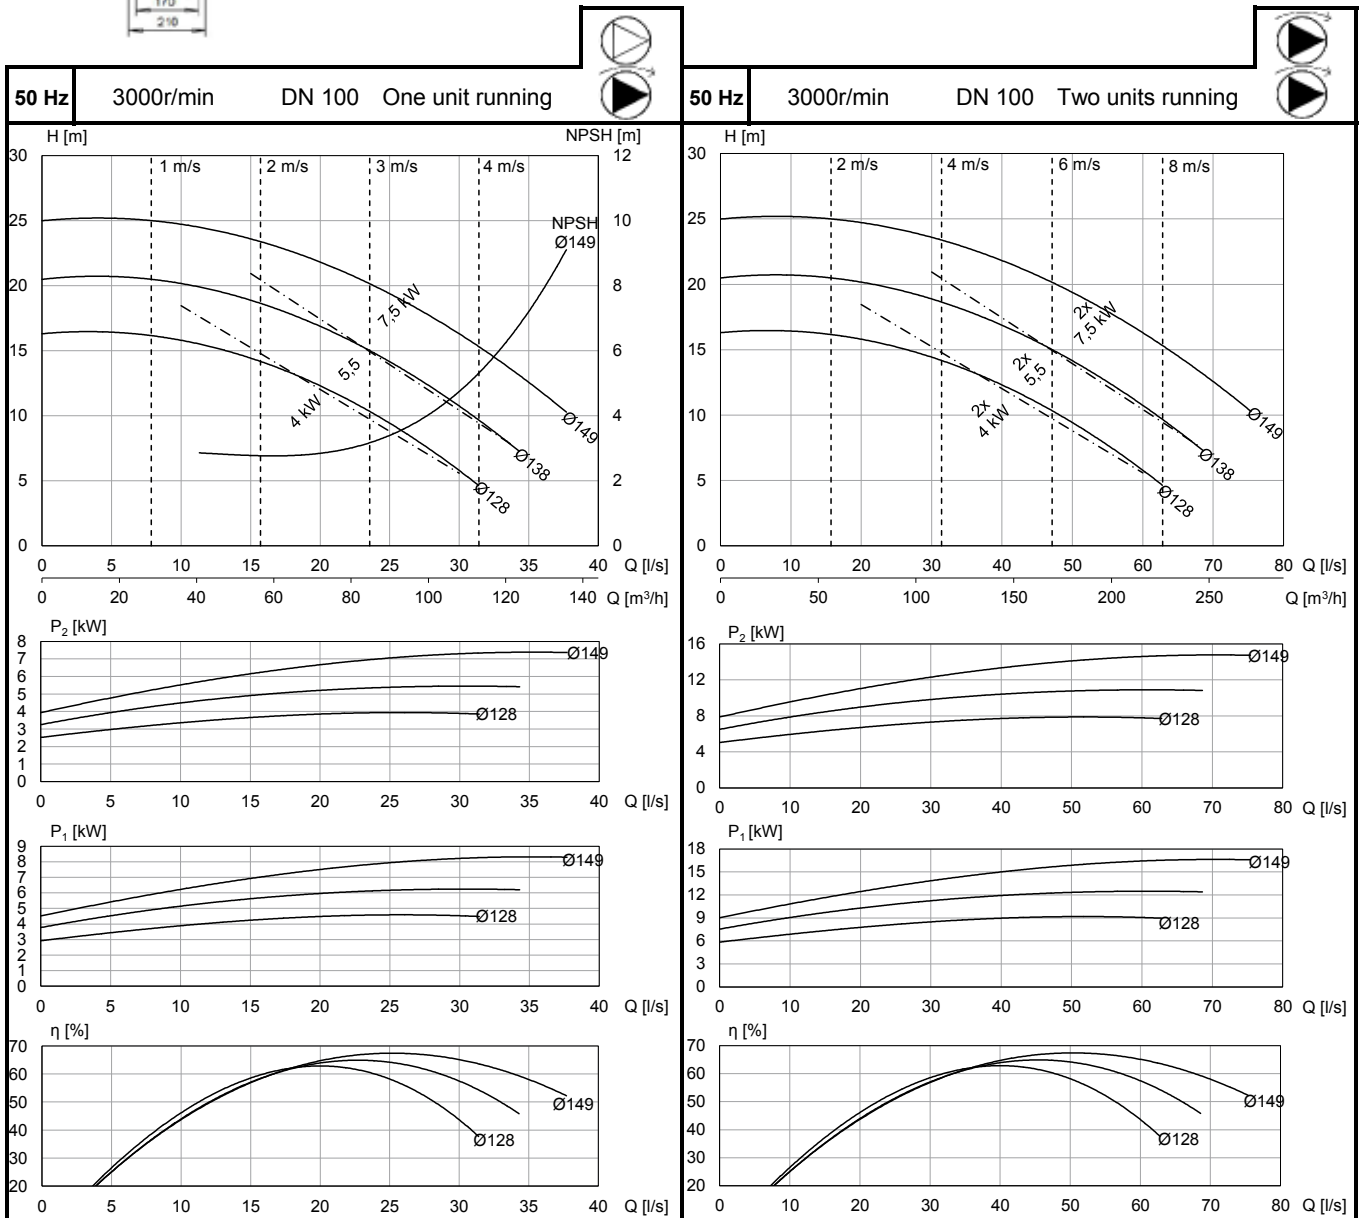 170
210
50 Hz 3000r/min DN 100 One unit running
H [m] NPSH [m]
1 m/s 2 m/s 3 m/s 4 m/s
30 25 20 15 10 5 0
12 10 8 6 4 2 0
NPSH
Ø149
7,5 kW
5,5
4 kW
Ø149
Ø138
Ø128
0 5 10 15 20 25 30 35 40 Q [l/s]
0 20 40 60 80 100 120 140 Q [m³/h]
P₂ [kW]
8 7 6 5 4 3 2 1 0
Ø149
Ø128
0 5 10 15 20 25 30 35 40 Q [l/s]
P₁ [kW]
9 8 7 6 5 4 3 2 1 0
Ø149
Ø128
0 5 10 15 20 25 30 35 40 Q [l/s]
η [%]
70 60 50 40 30 20
Ø149
Ø128
0 5 10 15 20 25 30 35 40 Q [l/s]
50 Hz 3000r/min DN 100 Two units running
H [m]
2 m/s 4 m/s 6 m/s 8 m/s
30 25 20 15 10 5 0
2x
7,5 kW
2x
5,5
2x
4 kW
Ø149
Ø138
Ø128
0 10 20 30 40 50 60 70 80 Q [l/s]
0 50 100 150 200 250 Q [m³/h]
P₂ [kW]
16 12 8 4 0
Ø149
Ø128
0 10 20 30 40 50 60 70 80 Q [l/s]
P₁ [kW]
18 15 12 9 6 3 0
Ø149
Ø128
0 10 20 30 40 50 60 70 80 Q [l/s]
η [%]
70 60 50 40 30 20
Ø149
Ø128
0 10 20 30 40 50 60 70 80 Q [l/s]